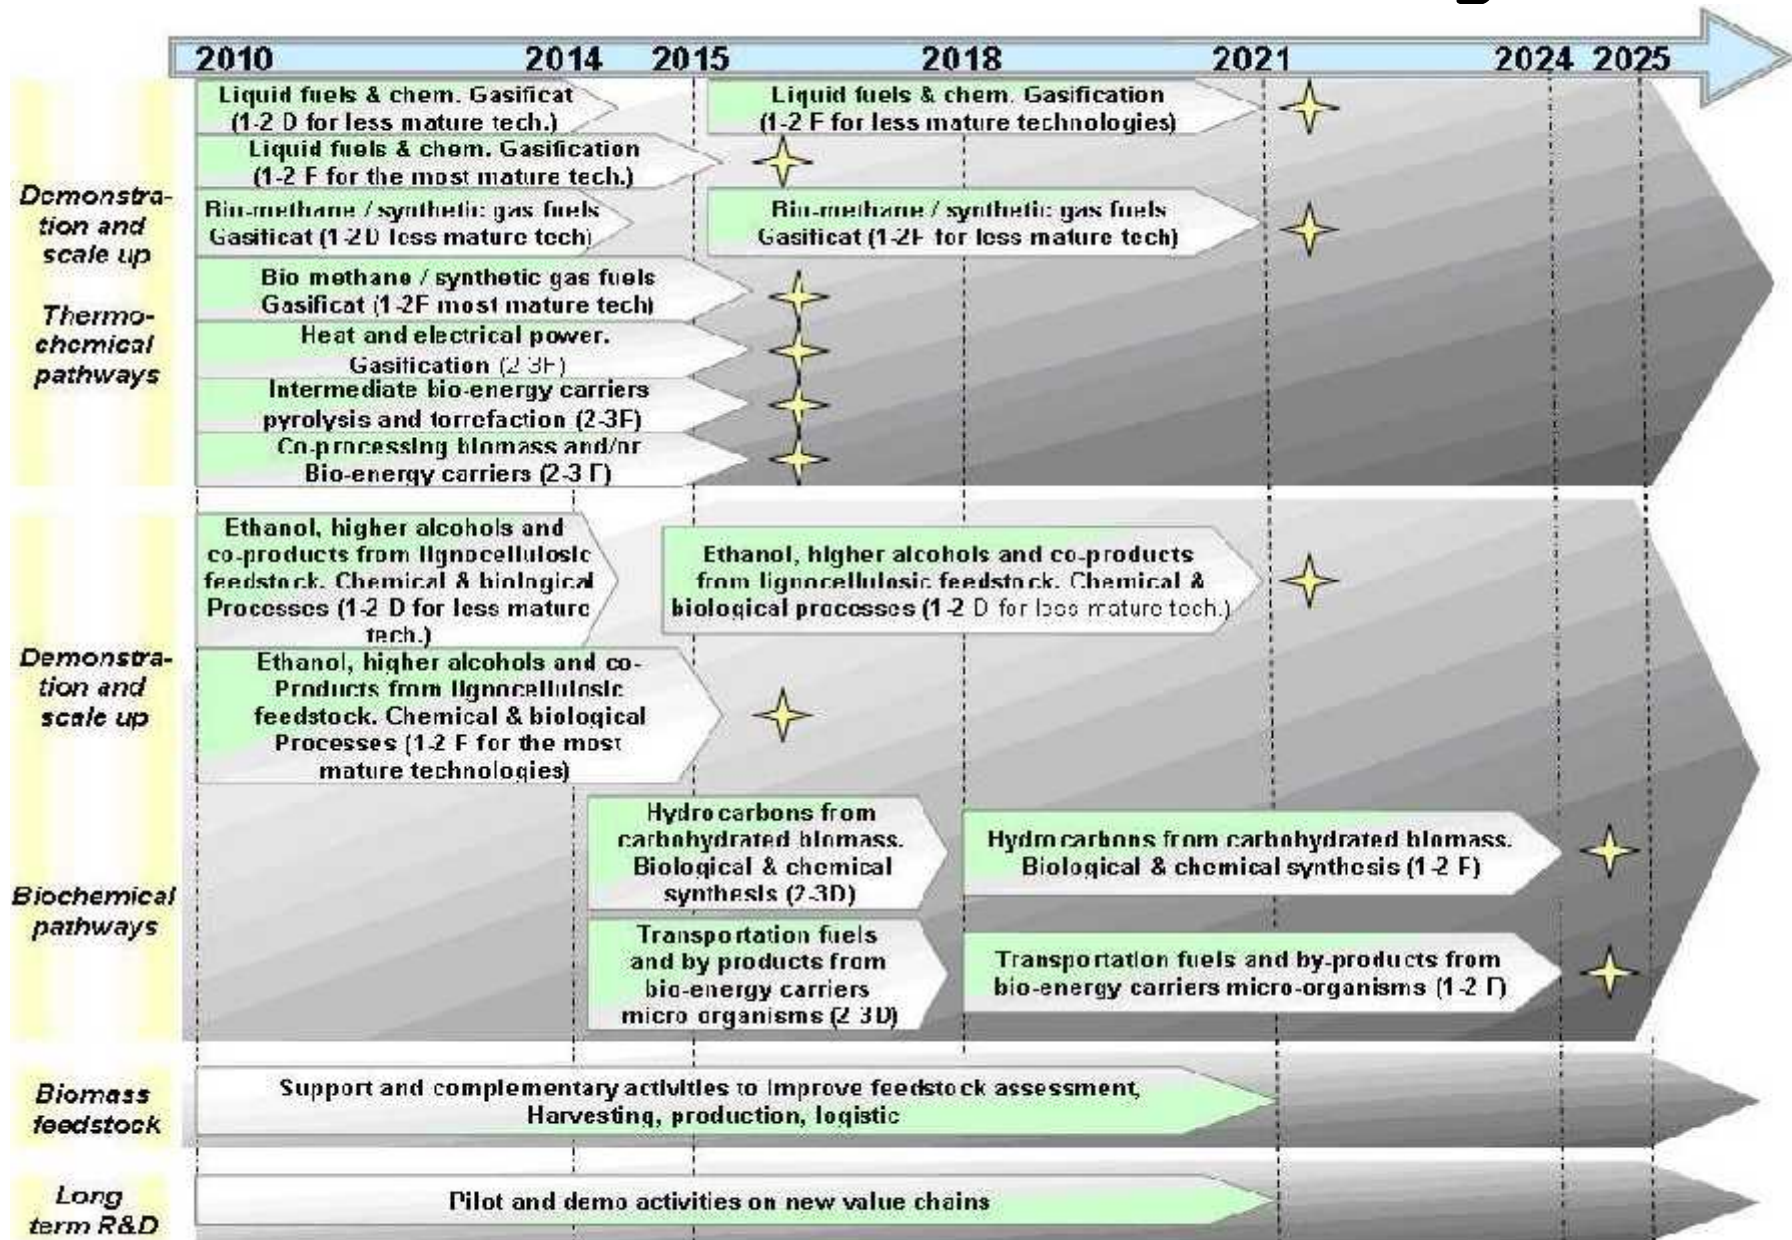 2010 2014 2015 2018 2021 2024 2025
Liquid fuels & chem. Gasificat
(1-2 D for less mature tech.)
Liquid fuels & chem. Gasification
(1-2 F for less mature technologies)
Liquid fuels & chem. Gasification
(1-2 F for the most mature tech.)
Demonstra-
tion and
scale up
Bio-methane / synthetic gas fuels
Gasificat (1-2D less mature tech)
Bio-methane / synthetic gas fuels
Gasificat (1-2F for less mature tech)
Bio methane / synthetic gas fuels
Gasificat (1-2F most mature tech)
Thermo-
chemical
pathways
Heat and electrical power.
Gasification (2-3F)
Intermediate bio-energy carriers
pyrolysis and torrefaction (2-3F)
Co-processing biomass and/or
Bio-energy carriers (2-3 F)
Ethanol, higher alcohols and
co-products from lignocellulosic
feedstock. Chemical & biological
Processes (1-2 D for less mature
tech.)
Ethanol, higher alcohols and co-products
from lignocellulosic feedstock. Chemical &
biological processes (1-2 D for less mature tech.)
Demonstra-
tion and
scale up
Ethanol, higher alcohols and co-
Products from lignocellulosic
feedstock. Chemical & biological
Processes (1-2 F for the most
mature technologies)
Biochemical
pathways
Hydrocarbons from
carbohydrated biomass.
Biological & chemical
synthesis (2-3D)
Hydrocarbons from carbohydrated biomass.
Biological & chemical synthesis (1-2 F)
Transportation fuels
and by products from
bio-energy carriers
micro organisms (2 3D)
Transportation fuels and by-products from
bio-energy carriers micro-organisms (1-2 F)
Biomass
feedstock
Support and complementary activities to improve feedstock assessment,
Harvesting, production, logistic
Long
term R&D
Pilot and demo activities on new value chains